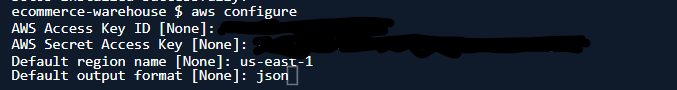 ecommerce-warehouse $ aws configure
AWS Access Key ID [None]:
AWS Secret Access Key [None]:
Default region name [None]: us-east-1
Default output format [None]: json